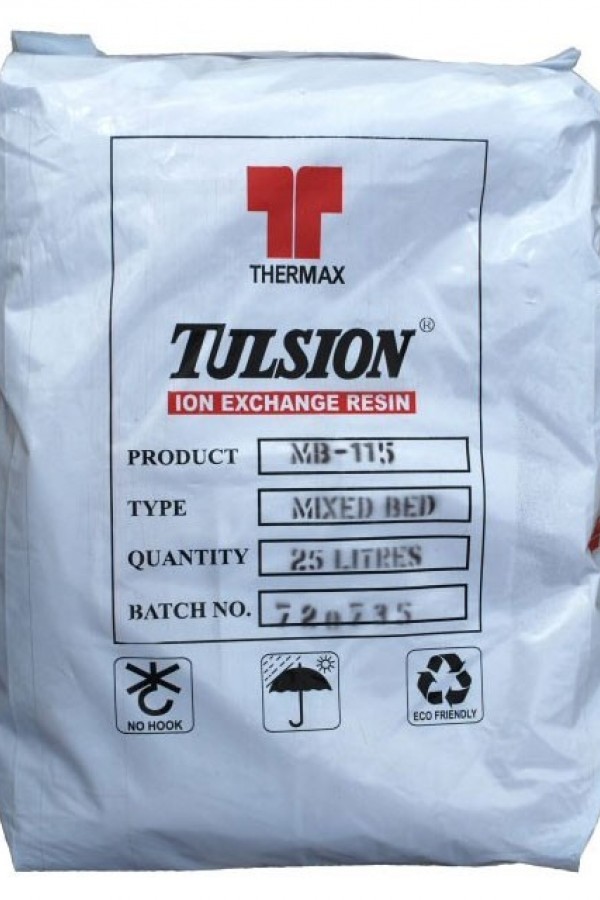 THERMAX
TULSION®
ION EXCHANGE RESIN
PRODUCT MB-115
TYPE MIXED BED
QUANTITY 25 LITRES
BATCH NO. 720735
NO HOOK
ECO FRIENDLY